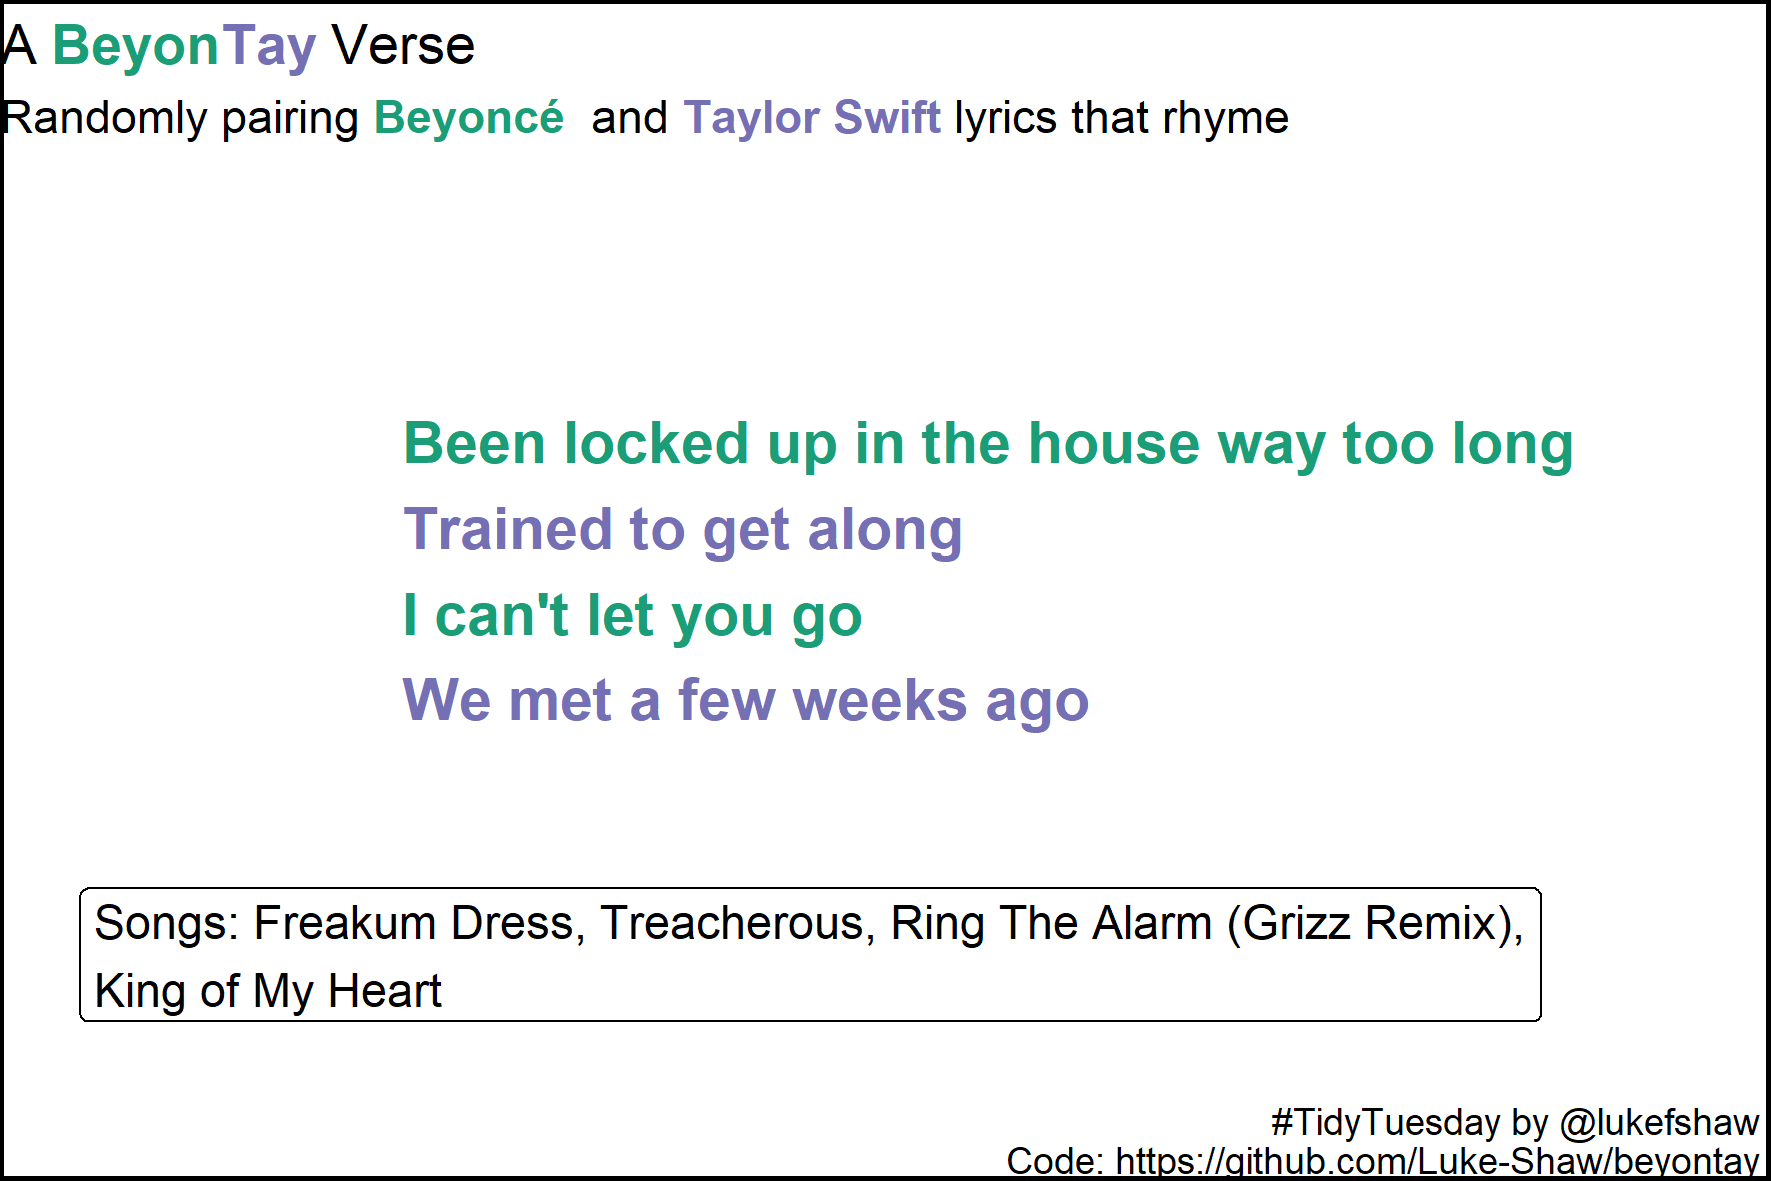 A BeyonTay Verse
Randomly pairing Beyoncé and Taylor Swift lyrics that rhyme
Been locked up in the house way too long
Trained to get along
I can't let you go
We met a few weeks ago
Songs: Freakum Dress, Treacherous, Ring The Alarm (Grizz Remix),
King of My Heart
#TidyTuesday by @lukefshaw
Code: https://github.com/Luke-Shaw/beyontay